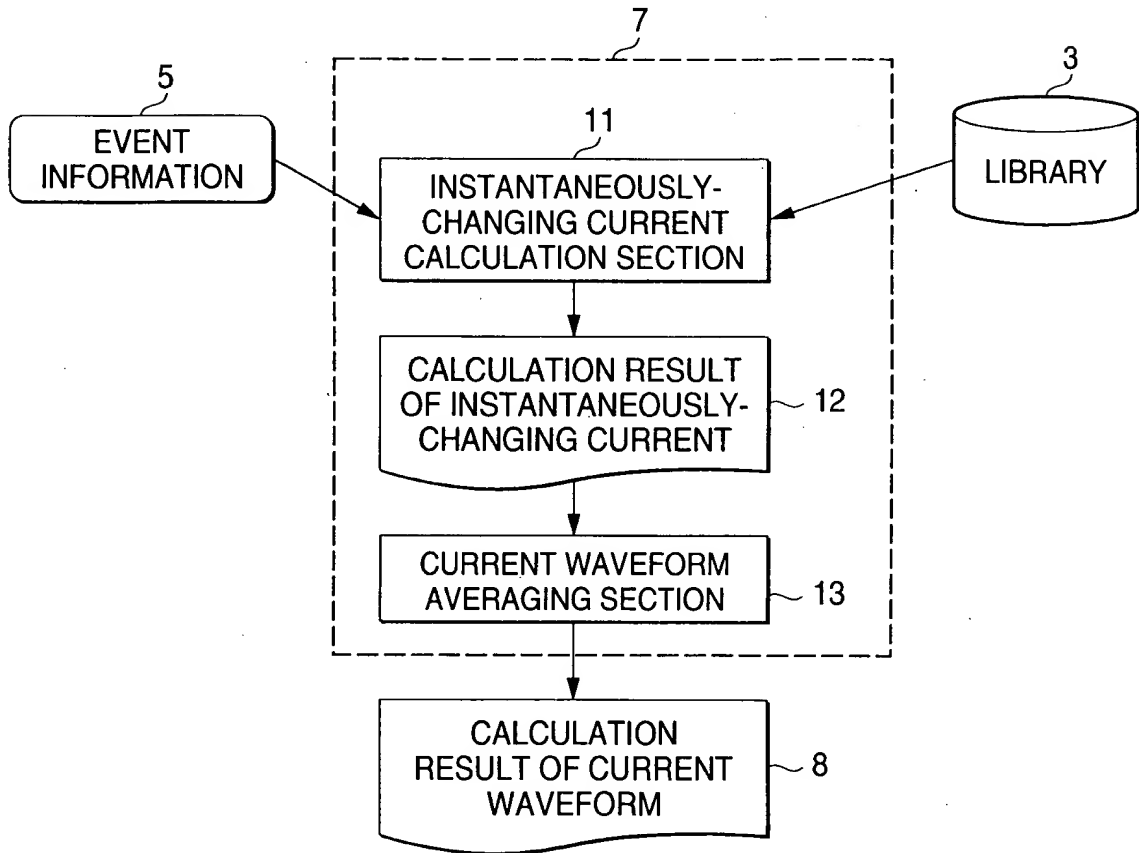 7
5
3
EVENT
INFORMATION
11
LIBRARY
INSTANTANEOUSLY-
CHANGING CURRENT
CALCULATION SECTION
CALCULATION RESULT
OF INSTANTANEOUSLY-
CHANGING CURRENT
12
CURRENT WAVEFORM
AVERAGING SECTION
13
CALCULATION
RESULT OF CURRENT
WAVEFORM
8